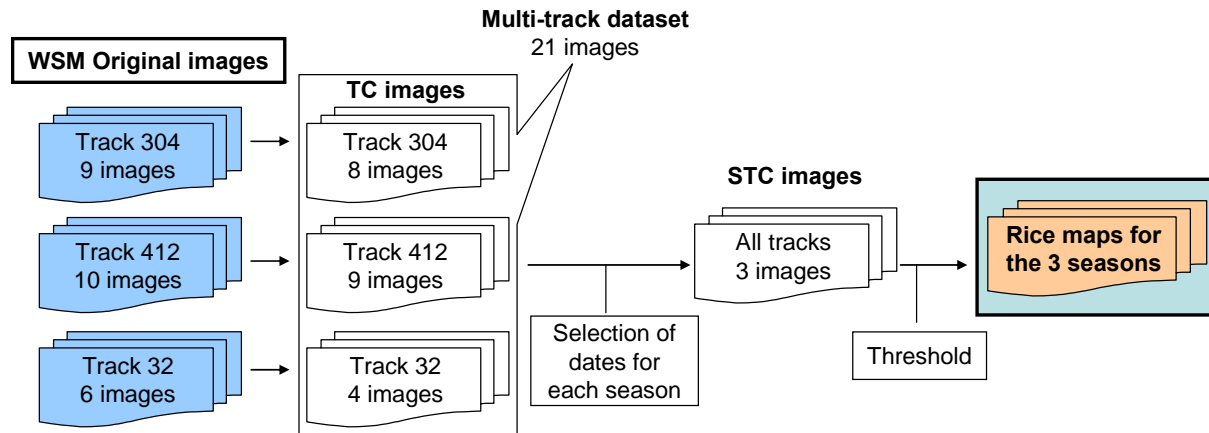 Multi-track dataset
21 images
WSM Original images
TC images
Track 304
9 images
Track 304
8 images
STC images
Track 412
10 images
Track 412
9 images
All tracks
3 images
Rice maps for
the 3 seasons
Selection of
dates for
each season
Threshold
Track 32
6 images
Track 32
4 images